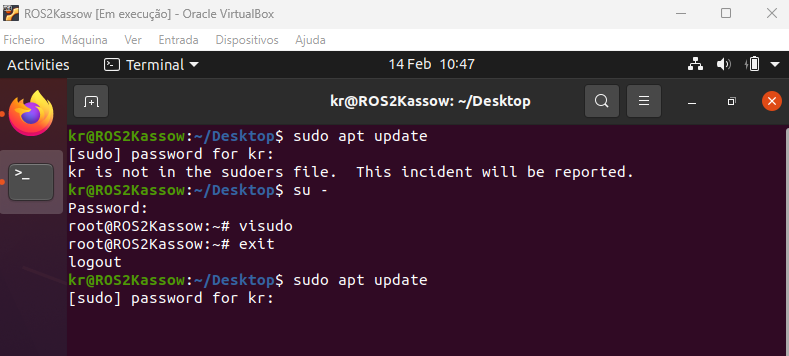 ROS2Kassow [Em execução] - Oracle VirtualBox
Ficheiro Máquina Ver Entrada Dispositivos Ajuda
Activities Terminal 14 Feb 10:47
kr@ROS2Kassow: ~/Desktop
kr@ROS2Kassow:~/Desktop$ sudo apt update
[sudo] password for kr:
kr is not in the sudoers file.  This incident will be reported.
kr@ROS2Kassow:~/Desktop$ su -
Password:
root@ROS2Kassow:~# visudo
root@ROS2Kassow:~# exit
logout
kr@ROS2Kassow:~/Desktop$ sudo apt update
[sudo] password for kr: